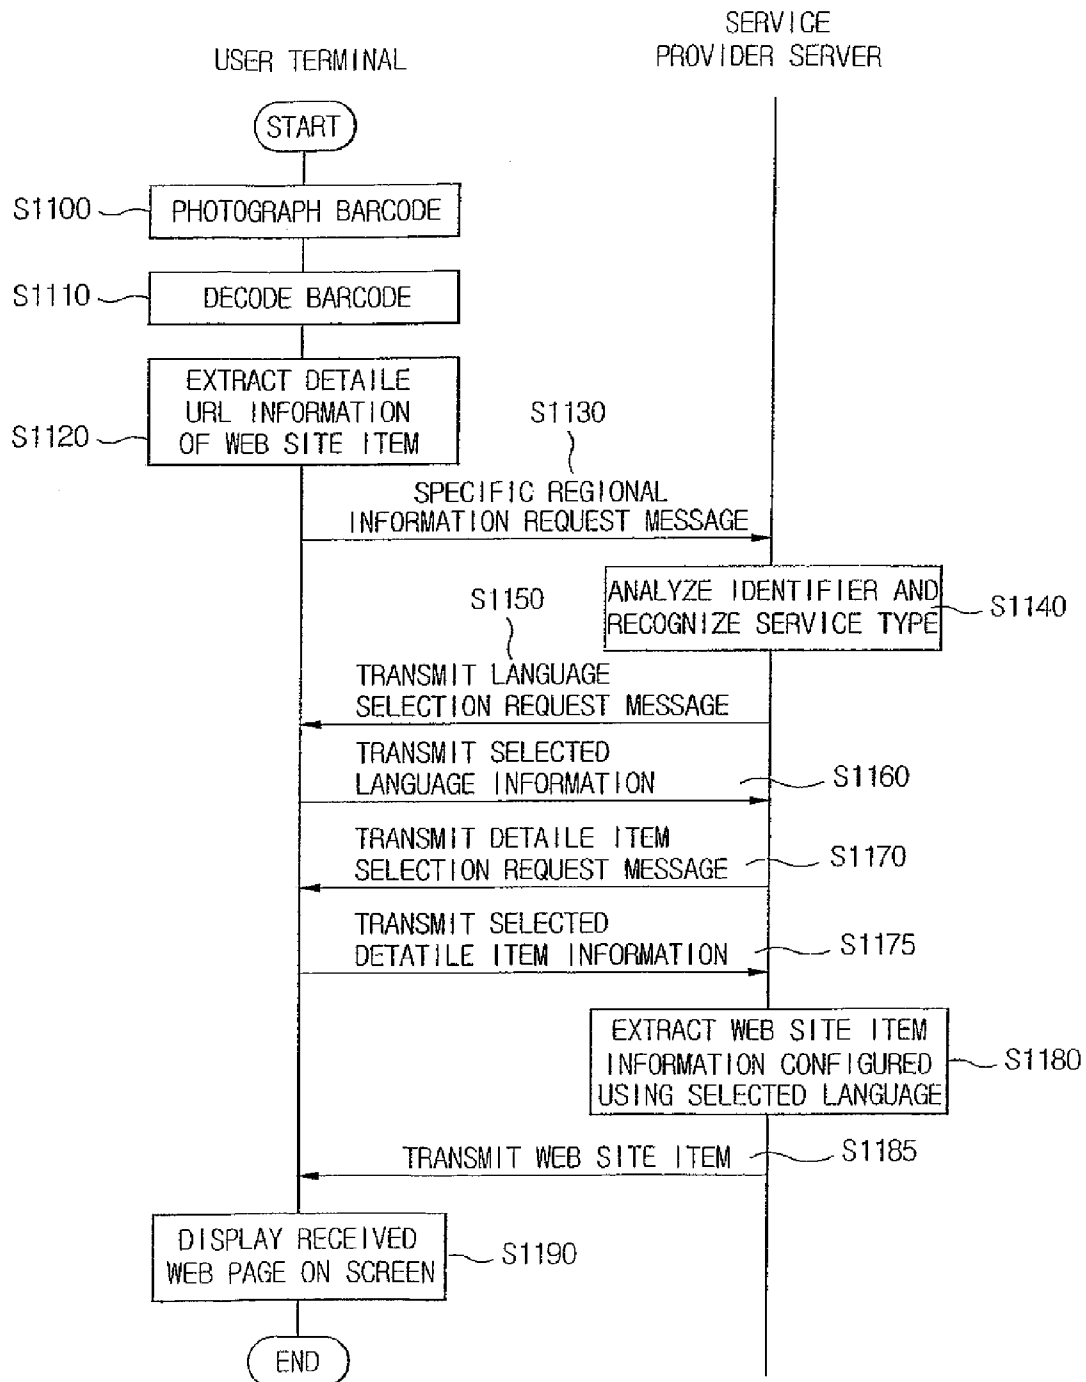 SERVICE
PROVIDER SERVER
USER TERMINAL
START
S1100
PHOTOGRAPH BARCODE
S1110
DECODE BARCODE
EXTRACT DETAILE
URL INFORMATION
OF WEB SITE ITEM
S1120
S1130
SPECIFIC REGIONAL
INFORMATION REQUEST MESSAGE
ANALYZE IDENTIFIER AND
RECOGNIZE SERVICE TYPE
S1140
S1150
TRANSMIT LANGUAGE
SELECTION REQUEST MESSAGE
TRANSMIT SELECTED
LANGUAGE INFORMATION
S1160
TRANSMIT DETAILE ITEM
SELECTION REQUEST MESSAGE
S1170
TRANSMIT SELECTED
DETATILE ITEM INFORMATION
S1175
EXTRACT WEB SITE ITEM
INFORMATION CONFIGURED
USING SELECTED LANGUAGE
S1180
TRANSMIT WEB SITE ITEM
S1185
DISPLAY RECEIVED
WEB PAGE ON SCREEN
S1190
END